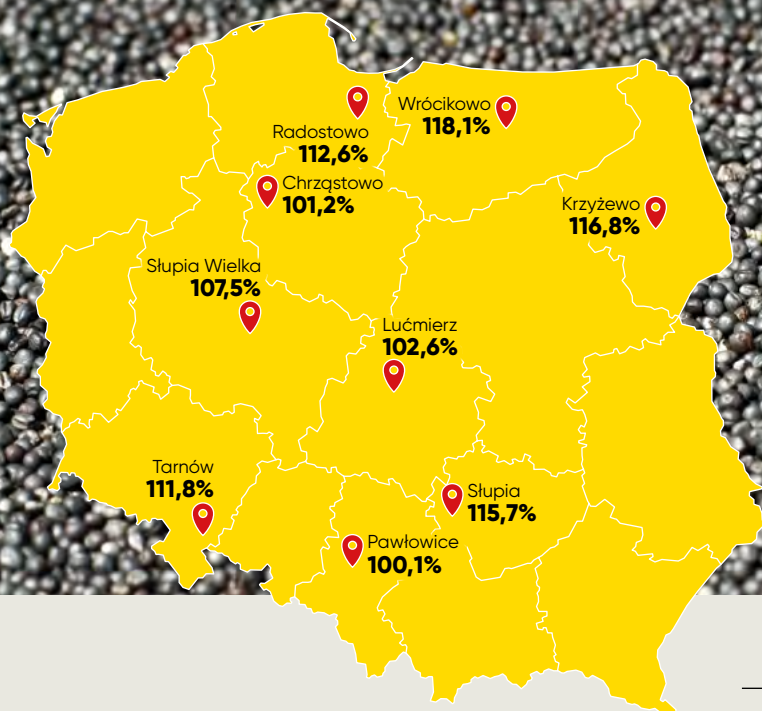 Wrócikowo
118,1%
Radostowo
112,6%
Chrząstowo
101,2%
Krzyżewo
116,8%
Słupia Wielka
107,5%
Lućmierz
102,6%
Tarnów
111,8%
Słupia
115,7%
Pawłowice
100,1%